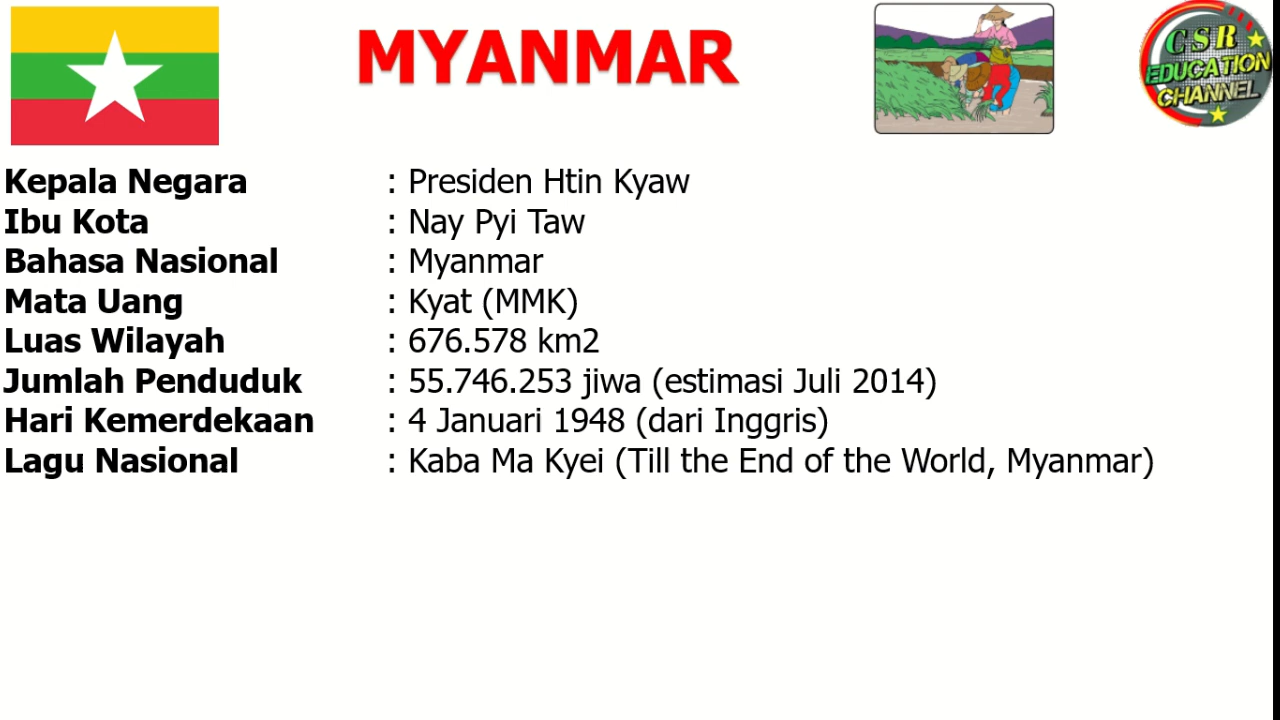 MYANMAR
CSR
EDUCATION
CHANNEL
Kepala Negara : Presiden Htin Kyaw
Ibu Kota : Nay Pyi Taw
Bahasa Nasional : Myanmar
Mata Uang : Kyat (MMK)
Luas Wilayah : 676.578 km2
Jumlah Penduduk : 55.746.253 jiwa (estimasi Juli 2014)
Hari Kemerdekaan : 4 Januari 1948 (dari Inggris)
Lagu Nasional : Kaba Ma Kyei (Till the End of the World, Myanmar)